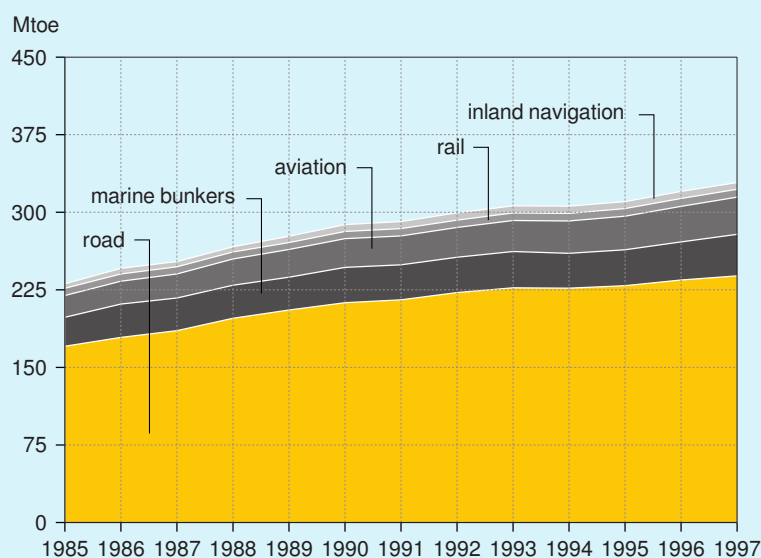 Mtoe
450
375
300
225
150
75
0
inland navigation
rail
aviation
marine bunkers
road
1985 1986 1987 1988 1989 1990 1991 1992 1993 1994 1995 1996 1997